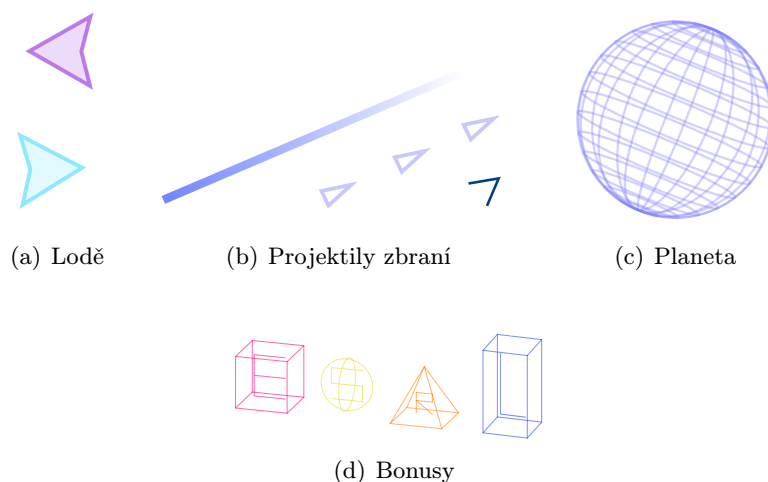 (a) Lodě
(b) Projektily zbraní
(c) Planeta
E S R L
(d) Bonusy